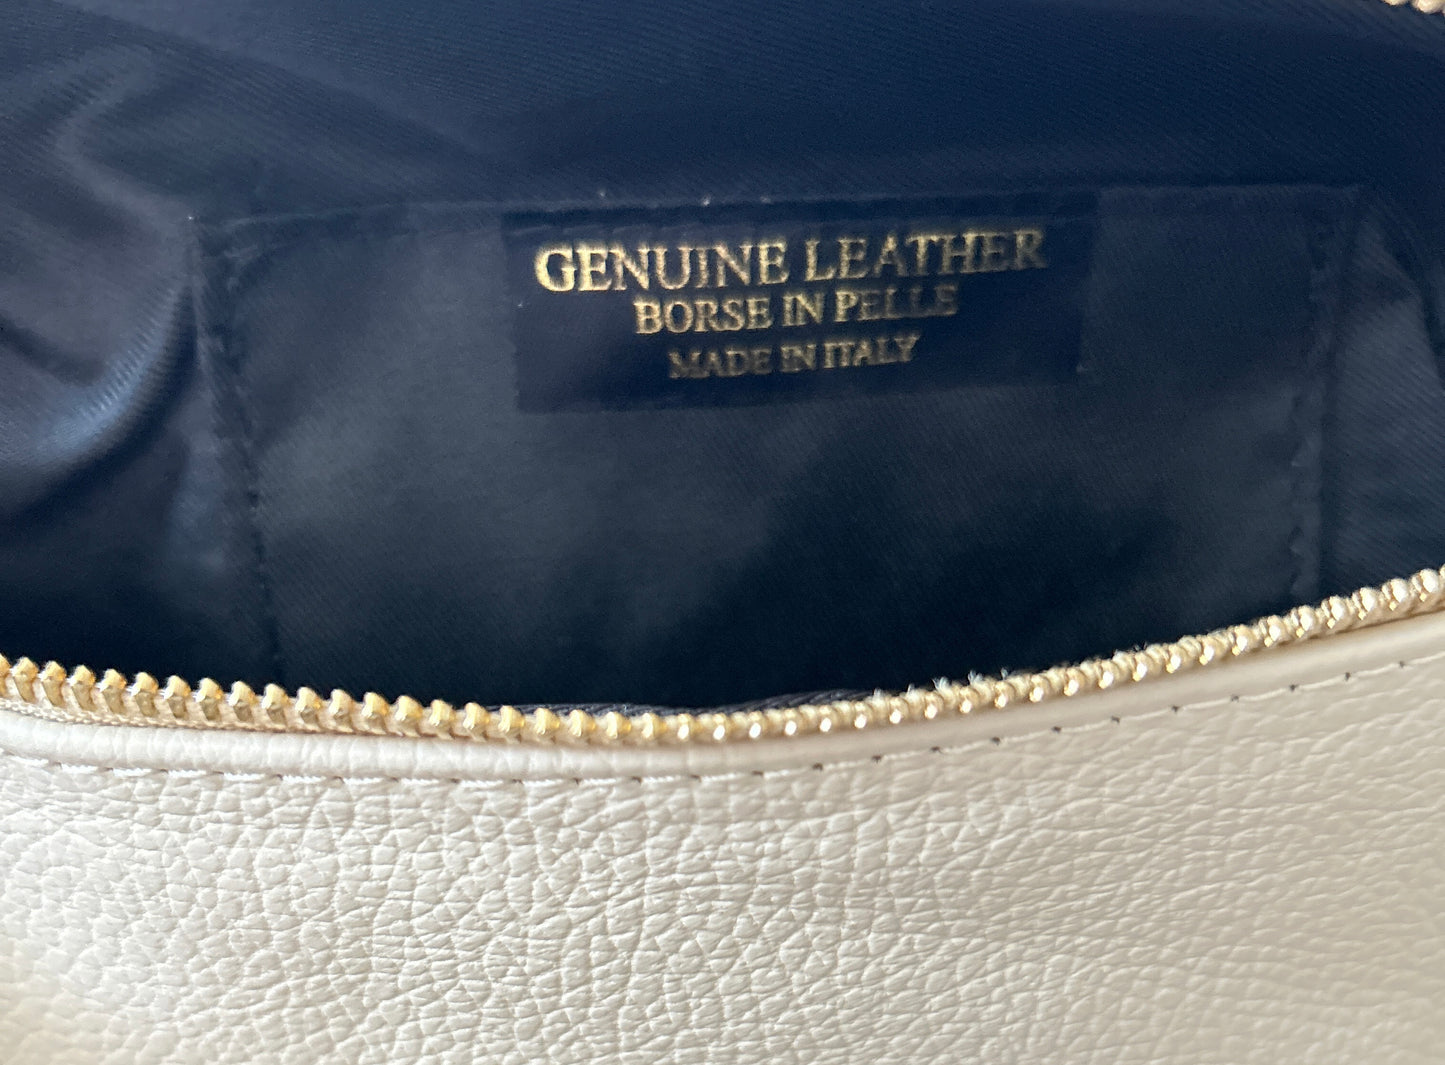 GENUINE LEATHER
BORSE IN PELLE
MADE IN ITALY